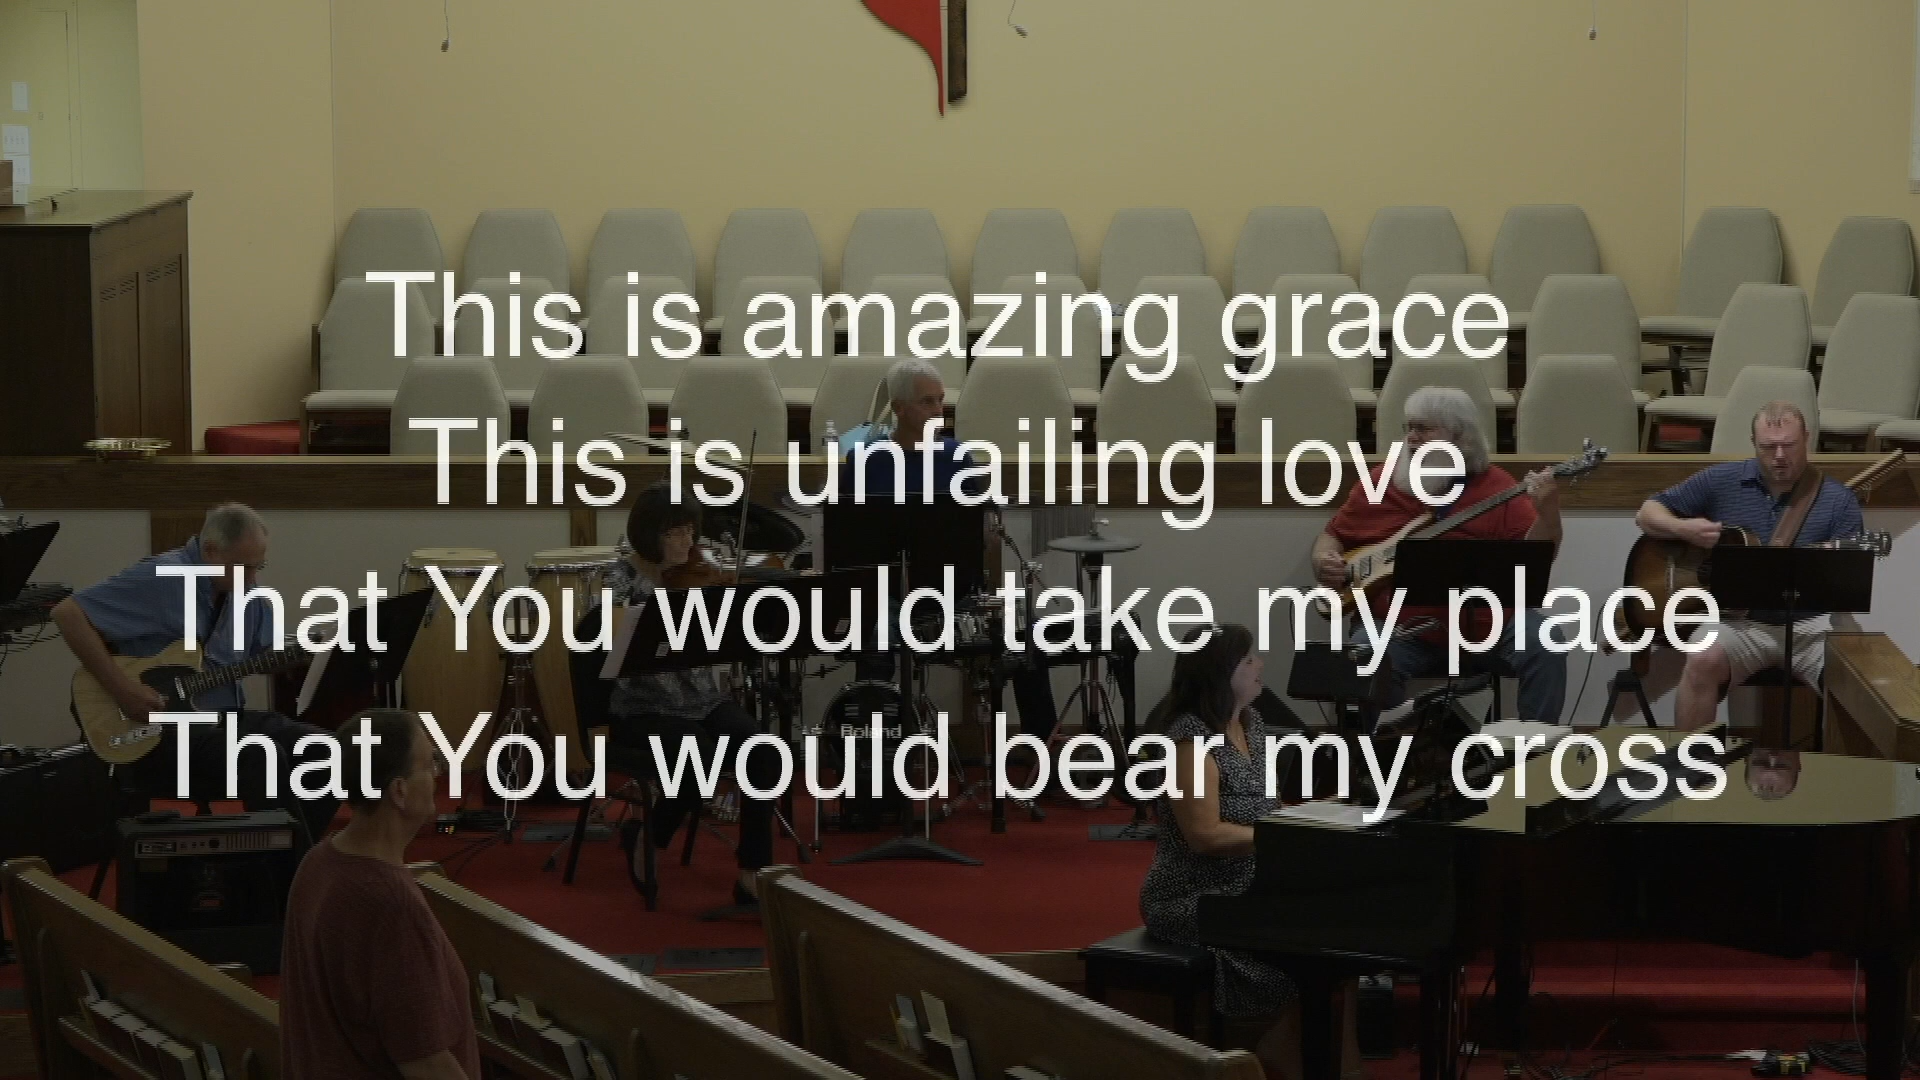 This is amazing grace
This is unfailing love
That You would take my place
That You would bear my cross
Roland